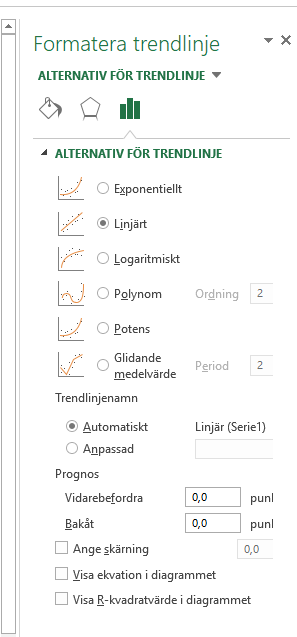 Formatera trendlinje
ALTERNATIV FÖR TRENDLINJE
ALTERNATIV FÖR TRENDLINJE
Exponentiellt
Linjärt
Logaritmiskt
Polynom Ordning 2
Potens
Glidande
medelvärde Period 2
Trendlinjenamn
Automatiskt Linjär (Serie1)
Anpassad
Prognos
Vidarebefordra 0,0 punl
Bakåt 0,0 punl
Ange skärning 0,0
Visa ekvation i diagrammet
Visa R-kvadratvärde i diagrammet